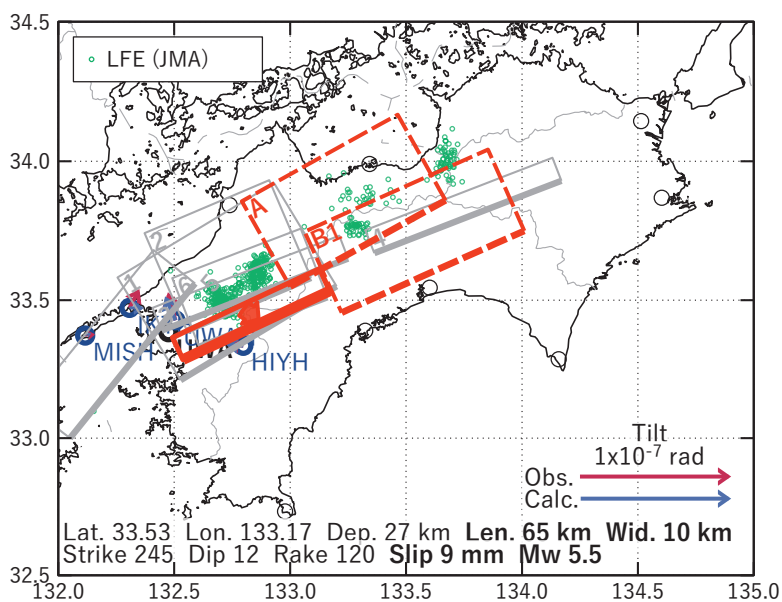 34.5
LFE (JMA)
34.0
A
B1
2
33.5
MISH
UWA
HIYH
33.0
Tilt
1x10-7 rad
Obs.
Calc.
Lat. 33.53 Lon. 133.17 Dep. 27 km Len. 65 km Wid. 10 km
Strike 245 Dip 12 Rake 120 Slip 9 mm Mw 5.5
32.5
132.0 132.5 133.0 133.5 134.0 134.5 135.0